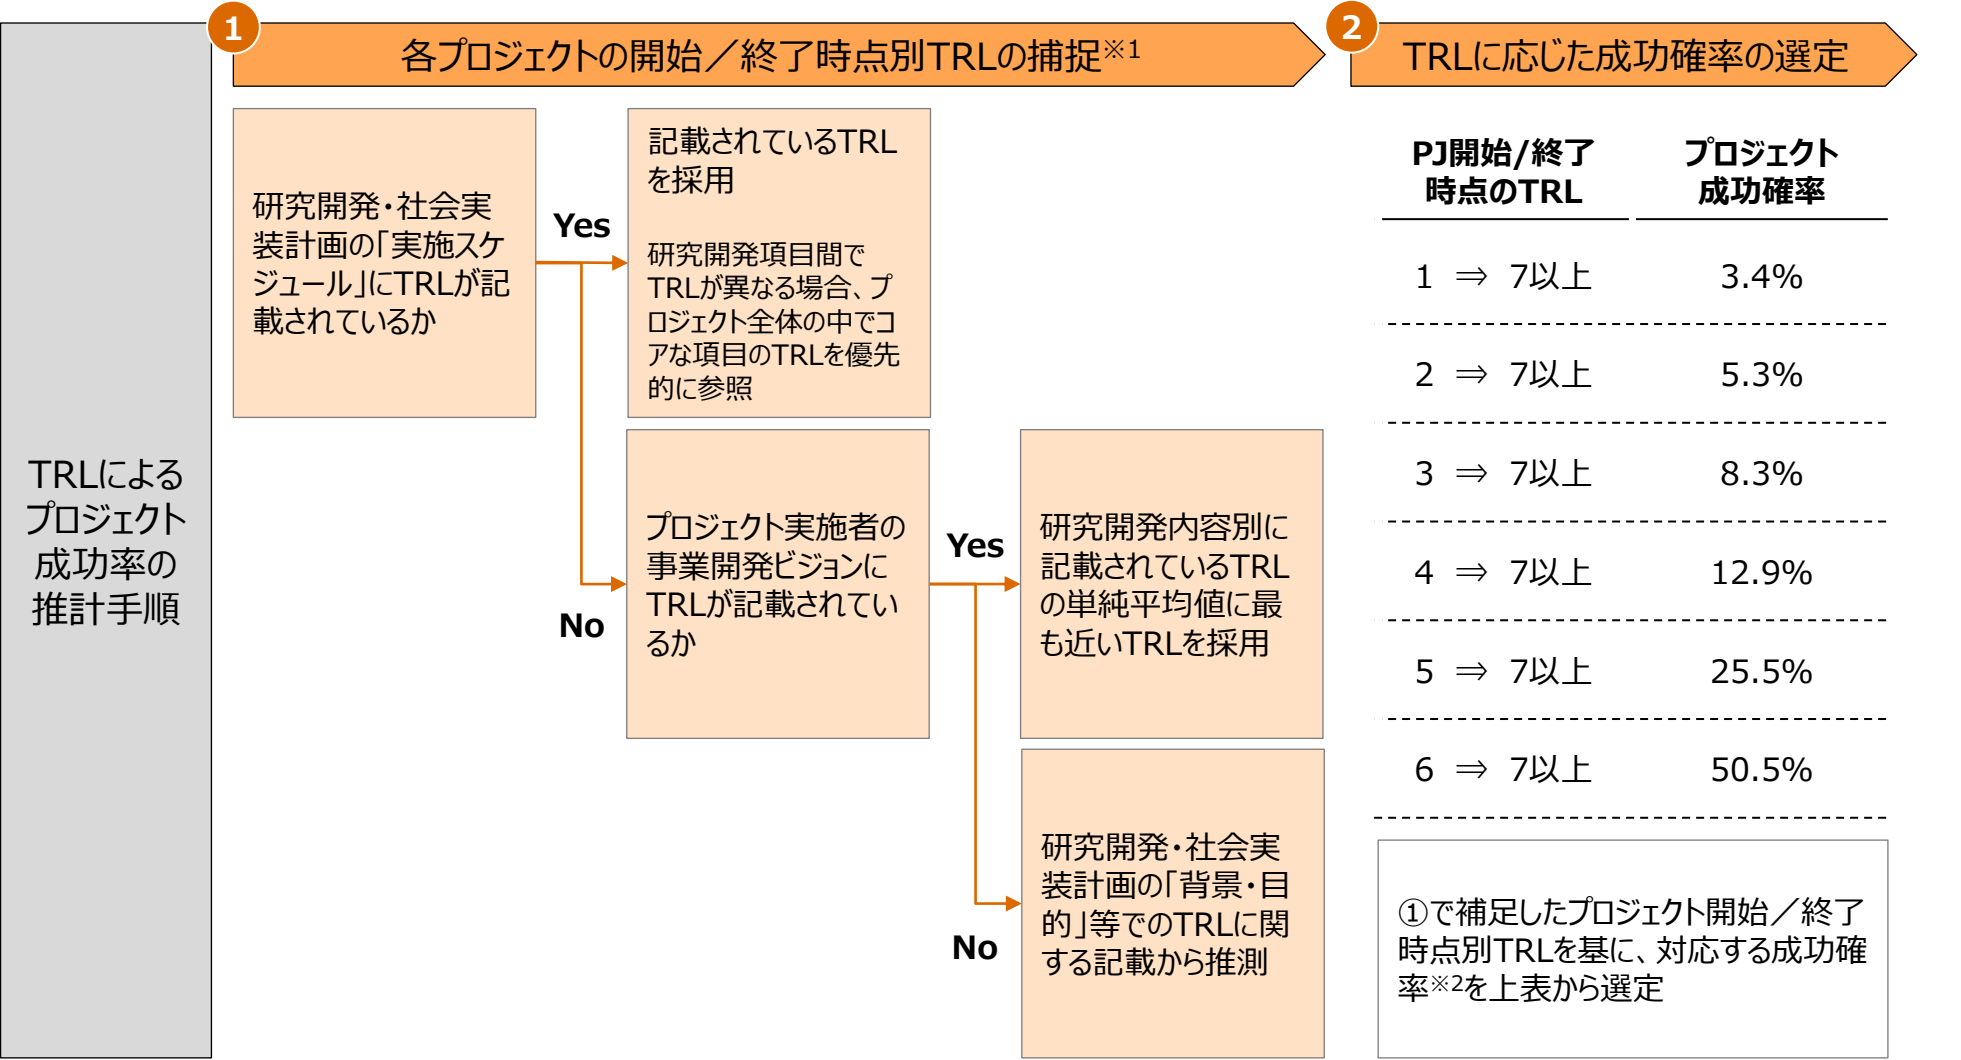 TRLによる
プロジェクト
成功率の
推計手順
1
各プロジェクトの開始／終了時点別TRLの捕捉※1
研究開発・社会実
装計画の「実施スケ
ジュール」にTRLが記
載されているか
Yes
記載されているTRL
を採用
研究開発項目間で
TRLが異なる場合、プ
ロジェクト全体の中でコ
アな項目のTRLを優先
的に参照
No
プロジェクト実施者の
事業開発ビジョンに
TRLが記載されてい
るか
Yes
研究開発内容別に
記載されているTRL
の単純平均値に最
も近いTRLを採用
No
研究開発・社会実
装計画の「背景・目
的」等でのTRLに関
する記載から推測
2
TRLに応じた成功確率の選定
PJ開始/終了
時点のTRL
プロジェクト
成功確率
1 ⇒ 7以上 3.4%
2 ⇒ 7以上 5.3%
3 ⇒ 7以上 8.3%
4 ⇒ 7以上 12.9%
5 ⇒ 7以上 25.5%
6 ⇒ 7以上 50.5%
①で補足したプロジェクト開始／終了
時点別TRLを基に、対応する成功確
率※2を上表から選定